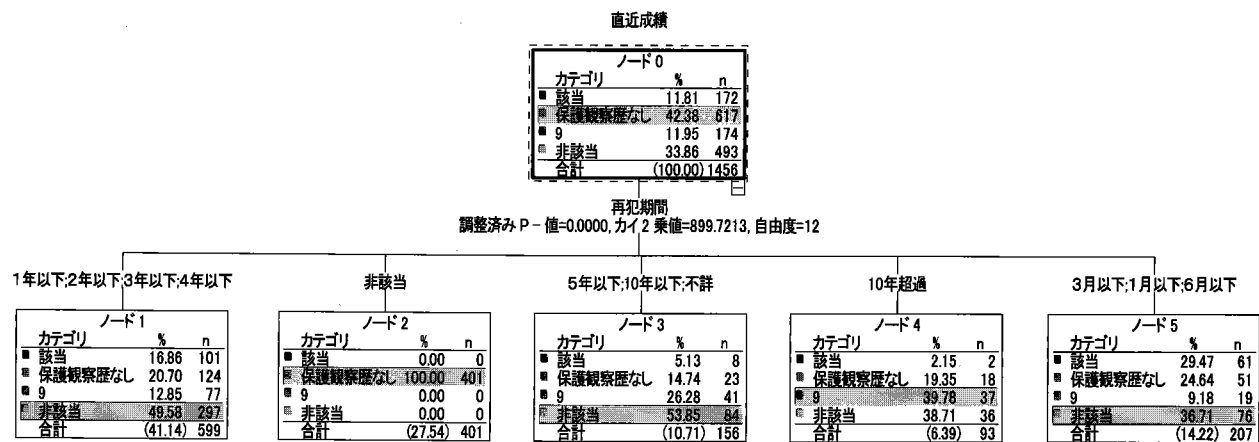 直近成績
ノード 0
カテゴリ % n
該当 11.81 172
保護観察歴なし 42.38 617
9 11.95 174
非該当 33.86 493
合計 (100.00) 1456
再犯期間
調整済み P - 値=0.0000, カイ 2 乗値=899.7213, 自由度=12
1年以下;2年以下;3年以下;4年以下
非該当
5年以下;10年以下;不詳
10年超過
3月以下;1月以下;6月以下
ノード 1
カテゴリ % n
該当 16.86 101
保護観察歴なし 20.70 124
9 12.85 77
非該当 49.58 297
合計 (41.14) 599
ノード 2
カテゴリ % n
該当 0.00 0
保護観察歴なし 100.00 401
9 0.00 0
非該当 0.00 0
合計 (27.54) 401
ノード 3
カテゴリ % n
該当 5.13 8
保護観察歴なし 14.74 23
9 26.28 41
非該当 53.85 84
合計 (10.71) 156
ノード 4
カテゴリ % n
該当 2.15 2
保護観察歴なし 19.35 18
9 39.78 37
非該当 38.71 36
合計 (6.39) 93
ノード 5
カテゴリ % n
該当 29.47 61
保護観察歴なし 24.64 51
9 9.18 19
非該当 36.71 76
合計 (14.22) 207